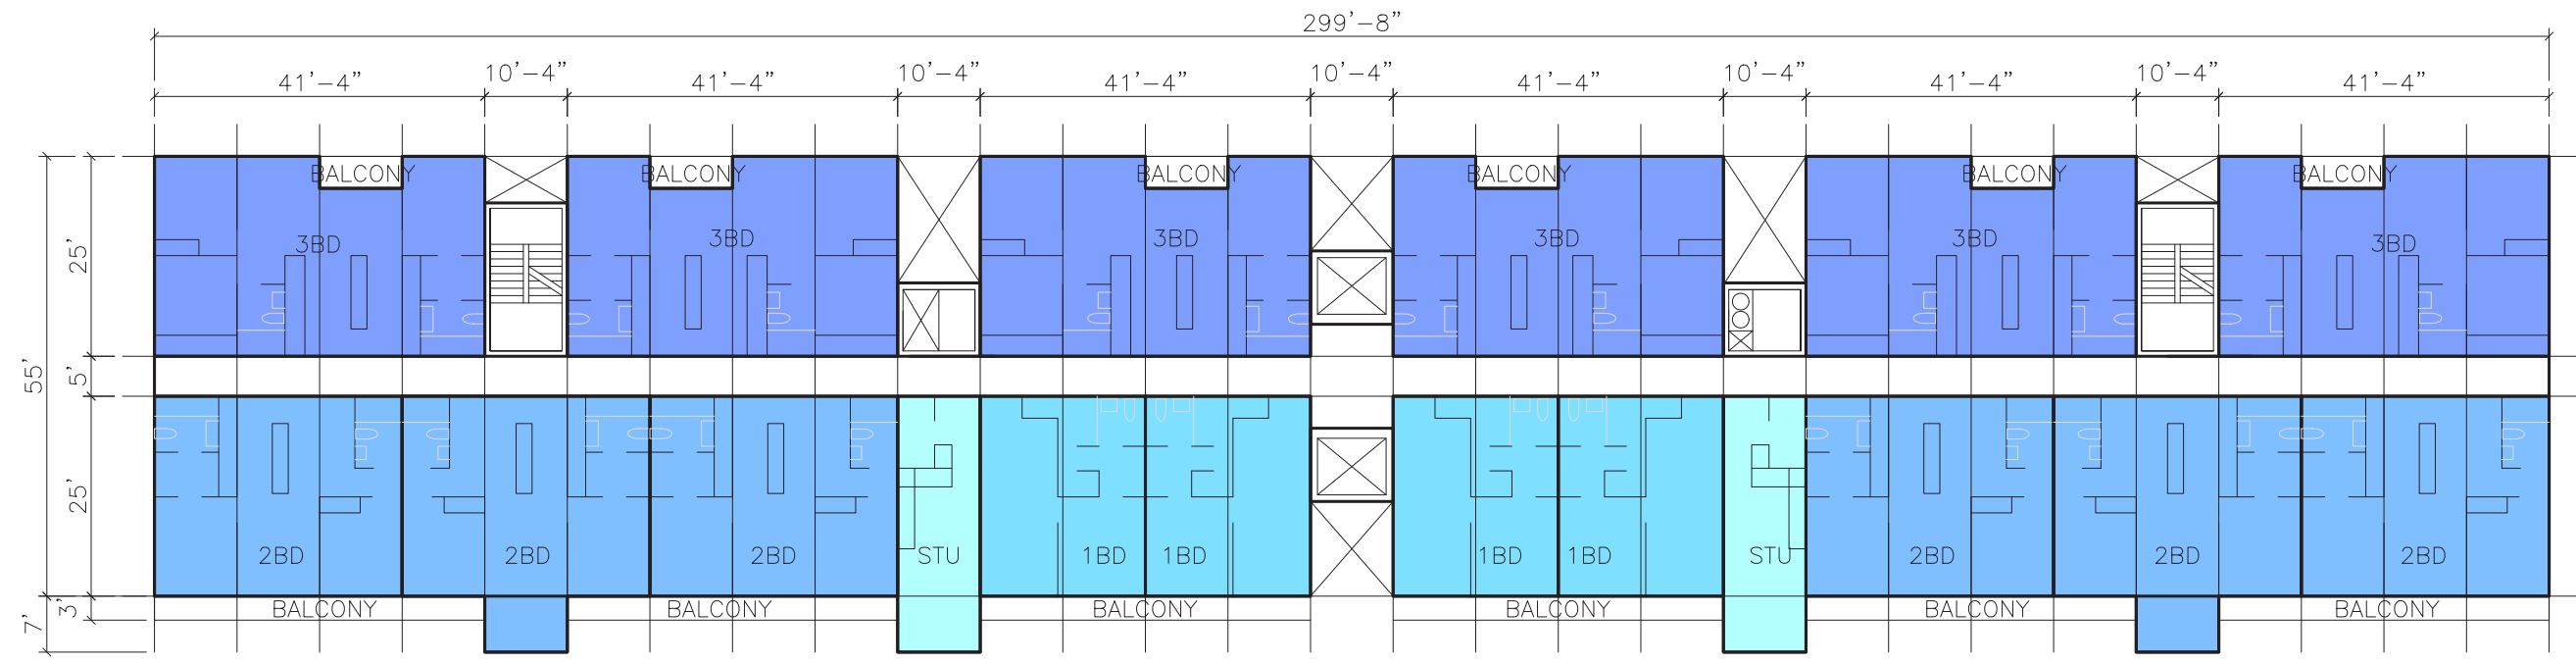 299'-8"
10'-4" 10'-4" 10'-4" 10'-4" 10'-4"
41'-4" 41'-4" 41'-4" 41'-4" 41'-4" 41'-4"
BALCONY BALCONY BALCONY BALCONY BALCONY BALCONY
3BD 3BD 3BD 3BD 3BD 3BD
25'
5'
55'
25'
2BD 2BD 2BD STU 1BD 1BD 1BD 1BD STU 2BD 2BD 2BD
BALCONY BALCONY BALCONY BALCONY BALCONY BALCONY
3'
7'